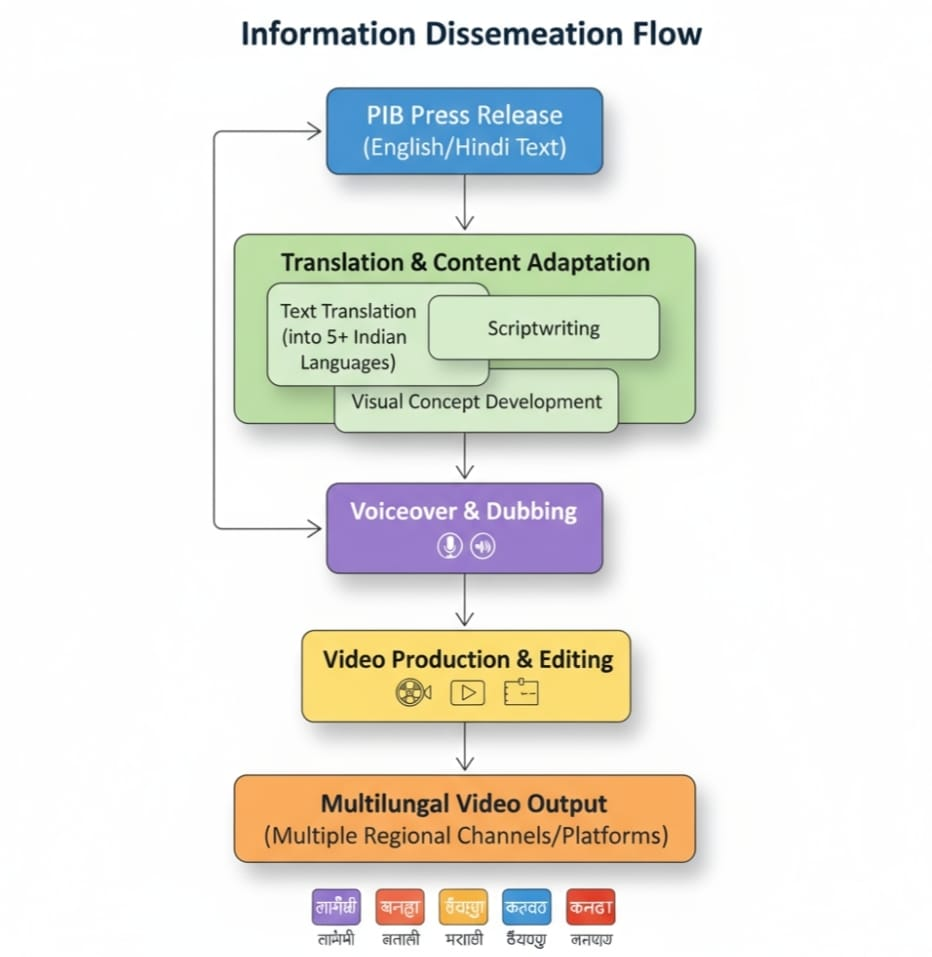 Information Dissemeation Flow
PIB Press Release
(English/Hindi Text)
Translation & Content Adaptation
Text Translation
(into 5+ Indian
Languages)
Scriptwriting
Visual Concept Development
Voiceover & Dubbing
Video Production & Editing
Multilungal Video Output
(Multiple Regional Channels/Platforms)
कनढा